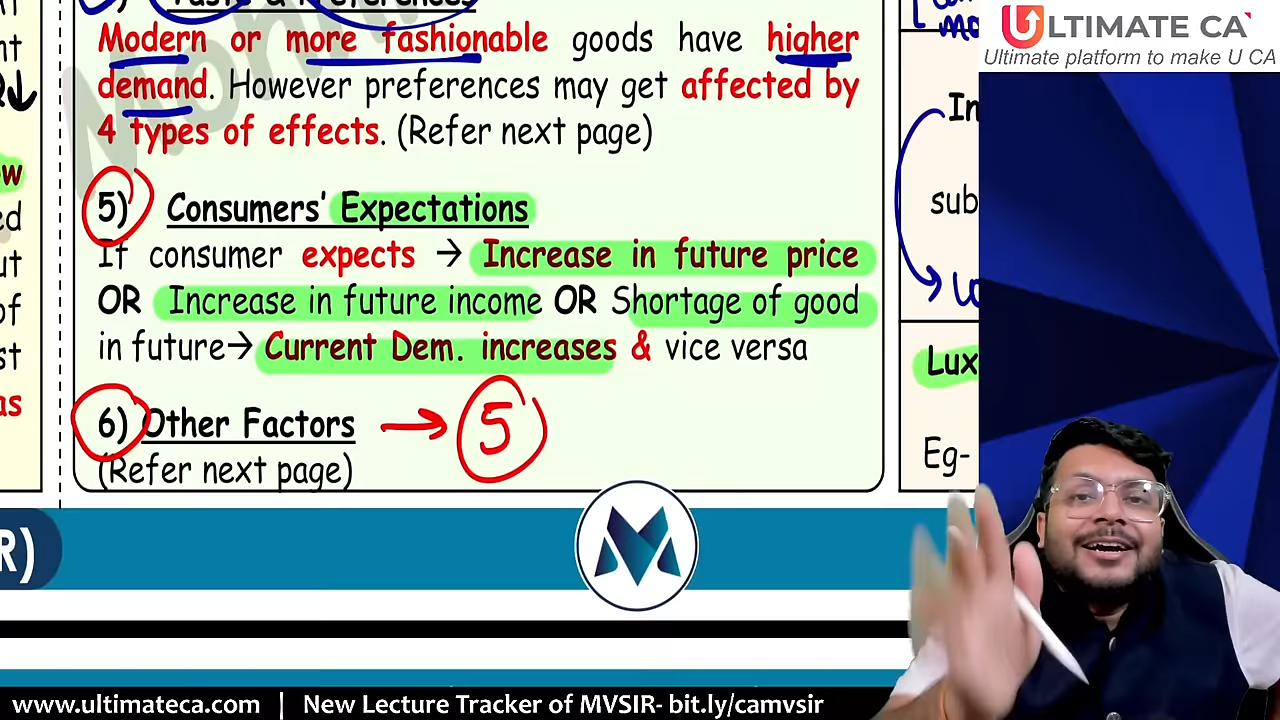 Taste & Preferences
Modern or more fashionable goods have higher
demand. However preferences may get affected by
4 types of effects. (Refer next page)
5) Consumers' Expectations
If consumer expects → Increase in future price
OR Increase in future income OR Shortage of good
in future→ Current Dem. increases & vice versa
6) Other Factors → 5
(Refer next page)
Lux
Eg-
ULTIMATE CA
Ultimate platform to make U CA
www.ultimateca.com | New Lecture Tracker of MVSIR- bit.ly/camvsir